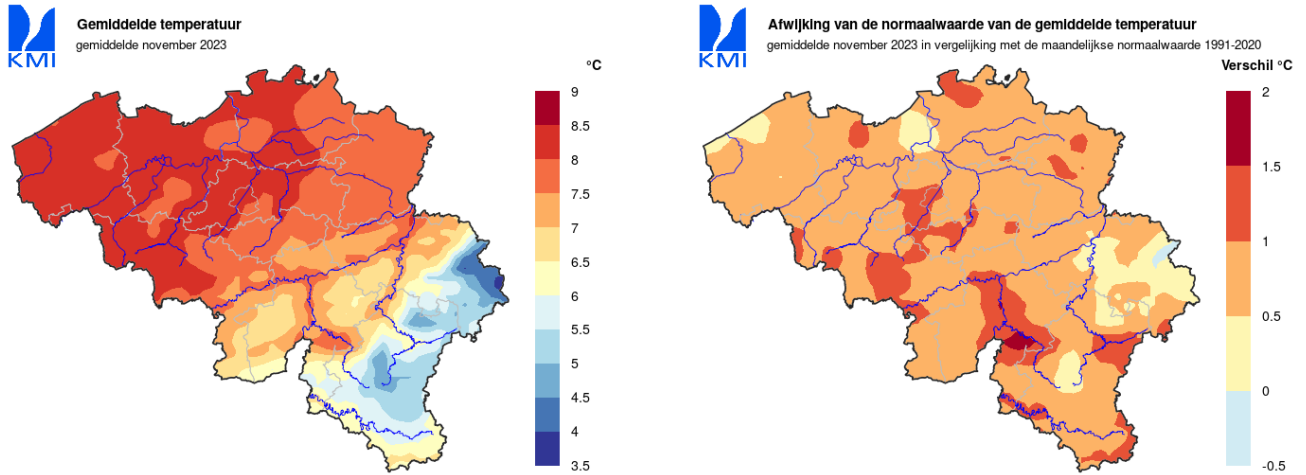 KMI
Gemiddelde temperatuur
gemiddelde november 2023
°C
9
8.5
8
7.5
7
6.5
6
5.5
5
4.5
4
3.5
KMI
Afwijking van de normaalwaarde van de gemiddelde temperatuur
gemiddelde november 2023 in vergelijking met de maandelijkse normaalwaarde 1991-2020
Verschil °C
2
1.5
1
0.5
0
-0.5